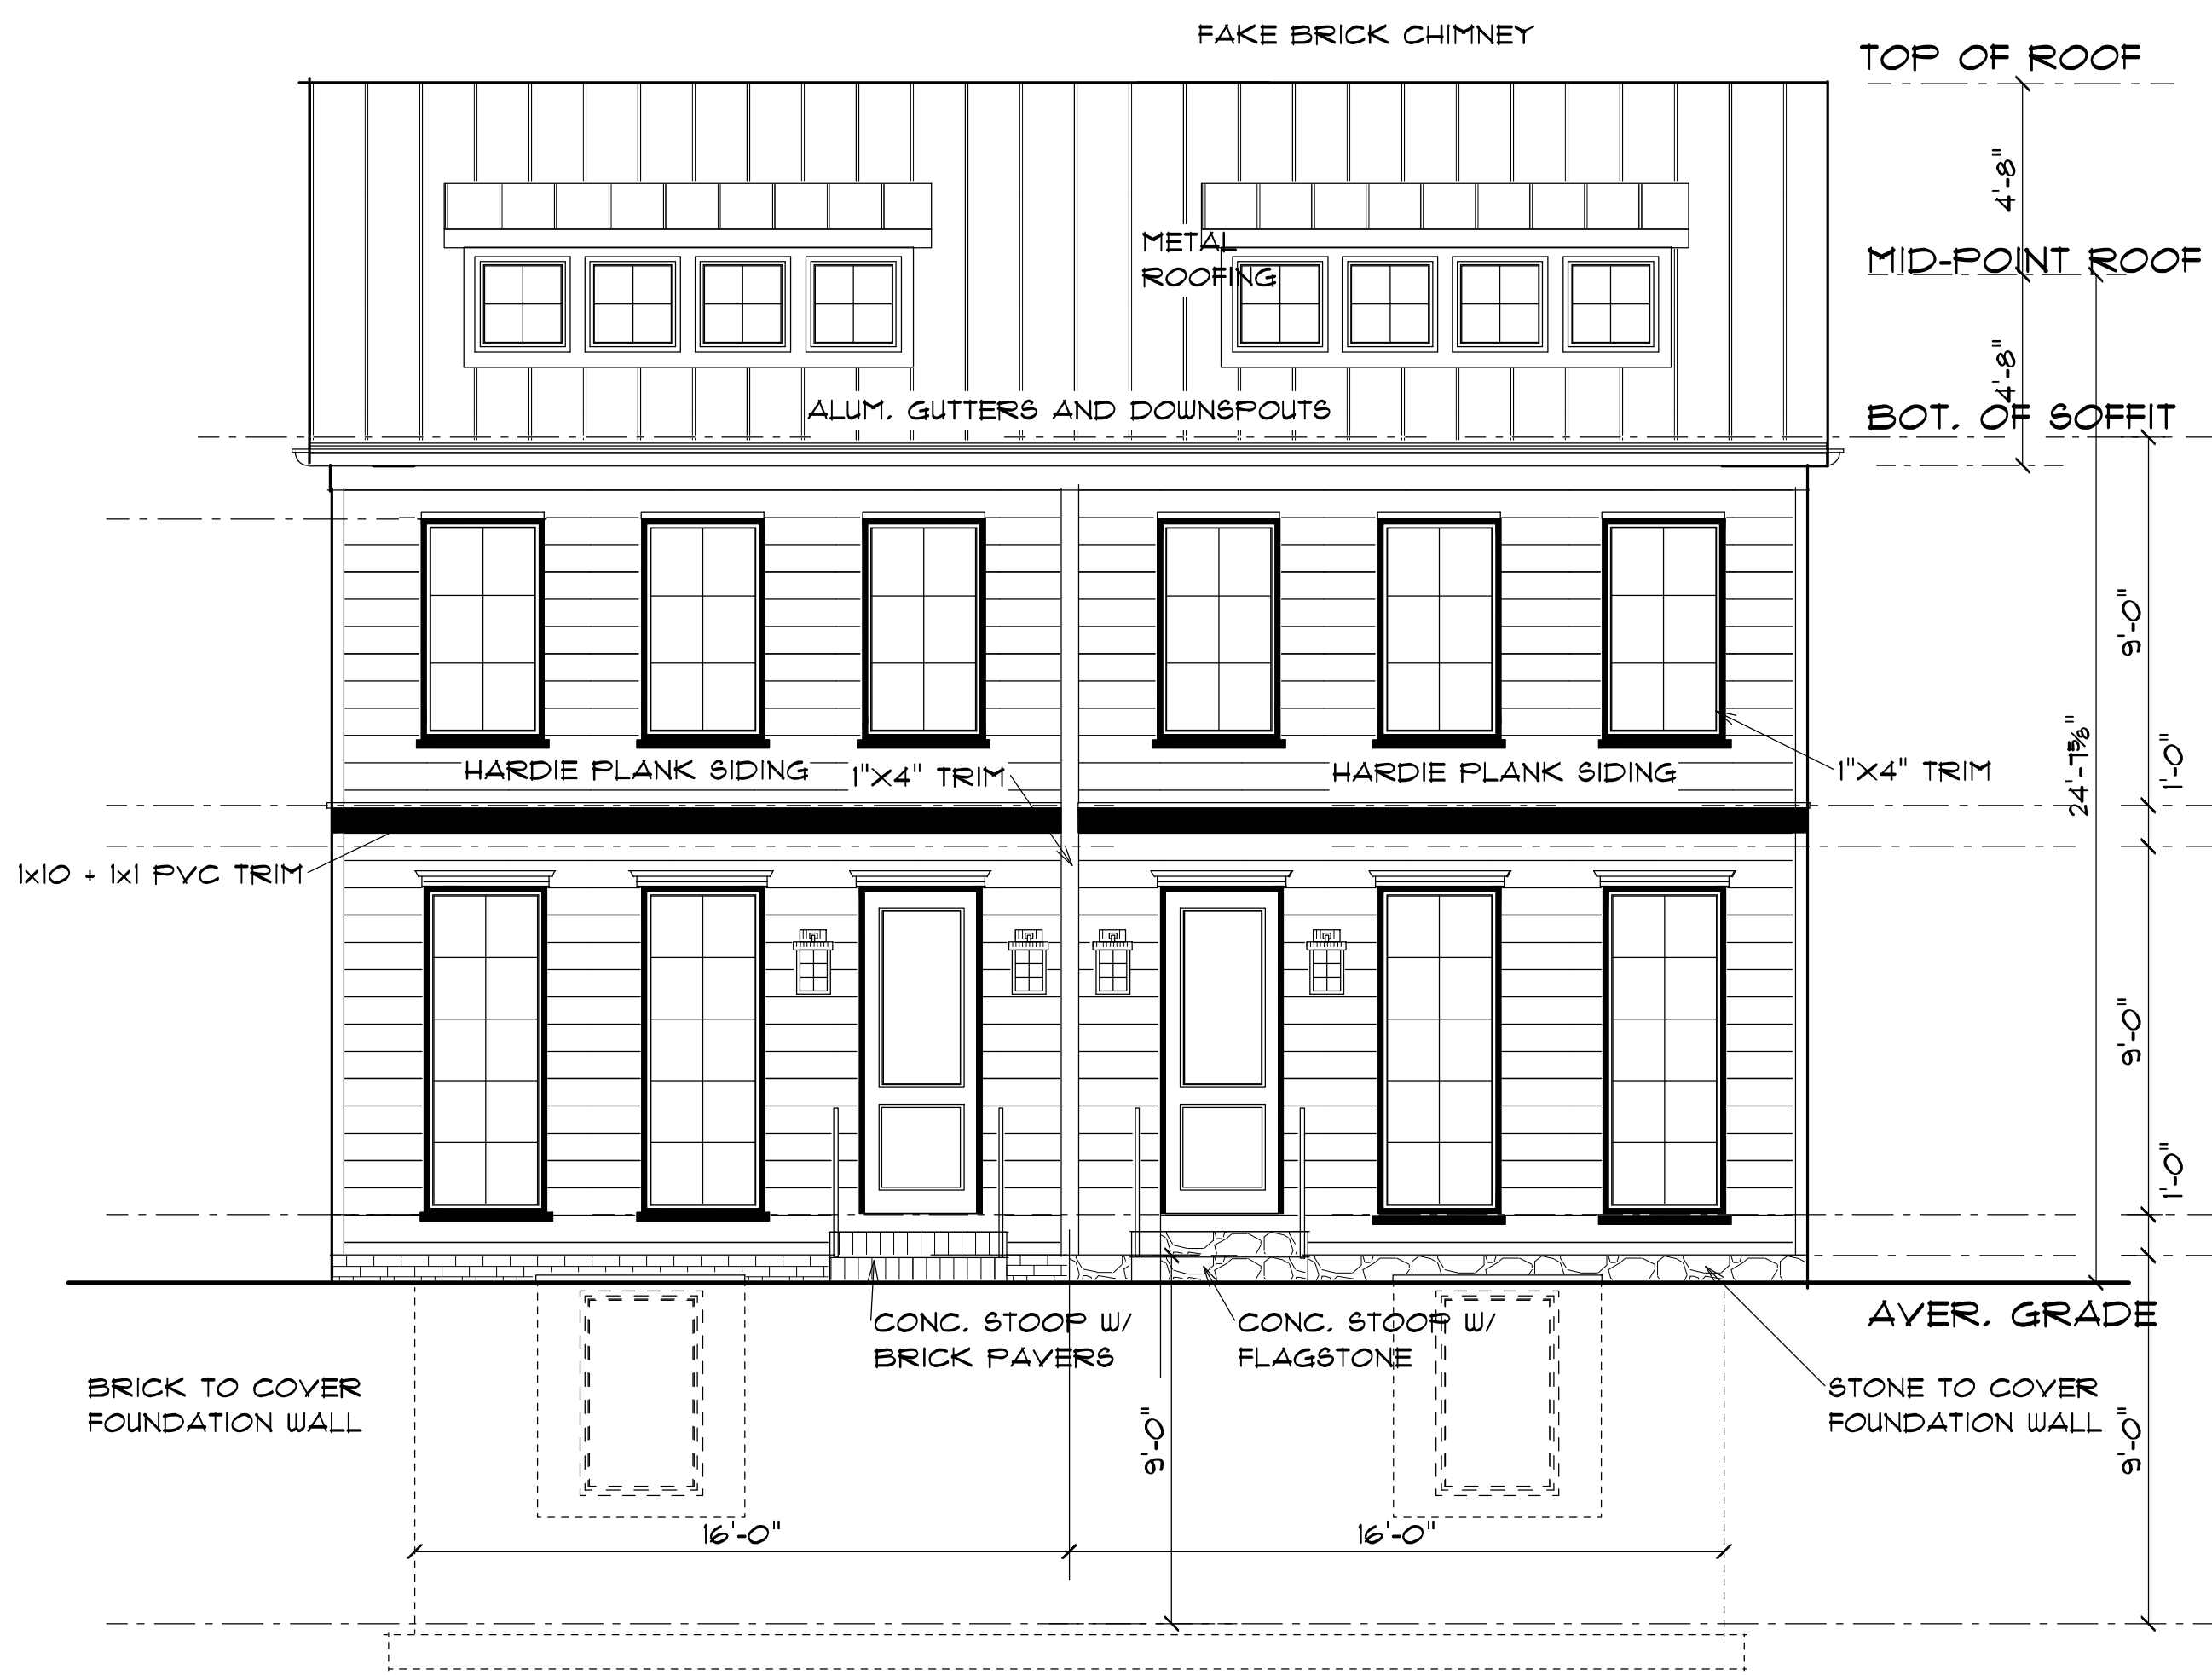 FAKE BRICK CHIMNEY
TOP OF ROOF
4'-8"
METAL
ROOFING
MID-POINT ROOF
4'-8"
ALUM. GUTTERS AND DOWNSPOUTS
BOT. OF SOFFIT
9'-0"
HARDIE PLANK SIDING
1"X4" TRIM
HARDIE PLANK SIDING
1"X4" TRIM
24'-1⅝"
1'-0"
1x10 + 1x1 PVC TRIM
9'-0"
1'-0"
AVER. GRADE
CONC. STOOP W/
BRICK PAVERS
CONC. STOOP W/
FLAGSTONE
BRICK TO COVER
FOUNDATION WALL
STONE TO COVER
FOUNDATION WALL
9'-0"
9'-0"
16'-0"
16'-0"